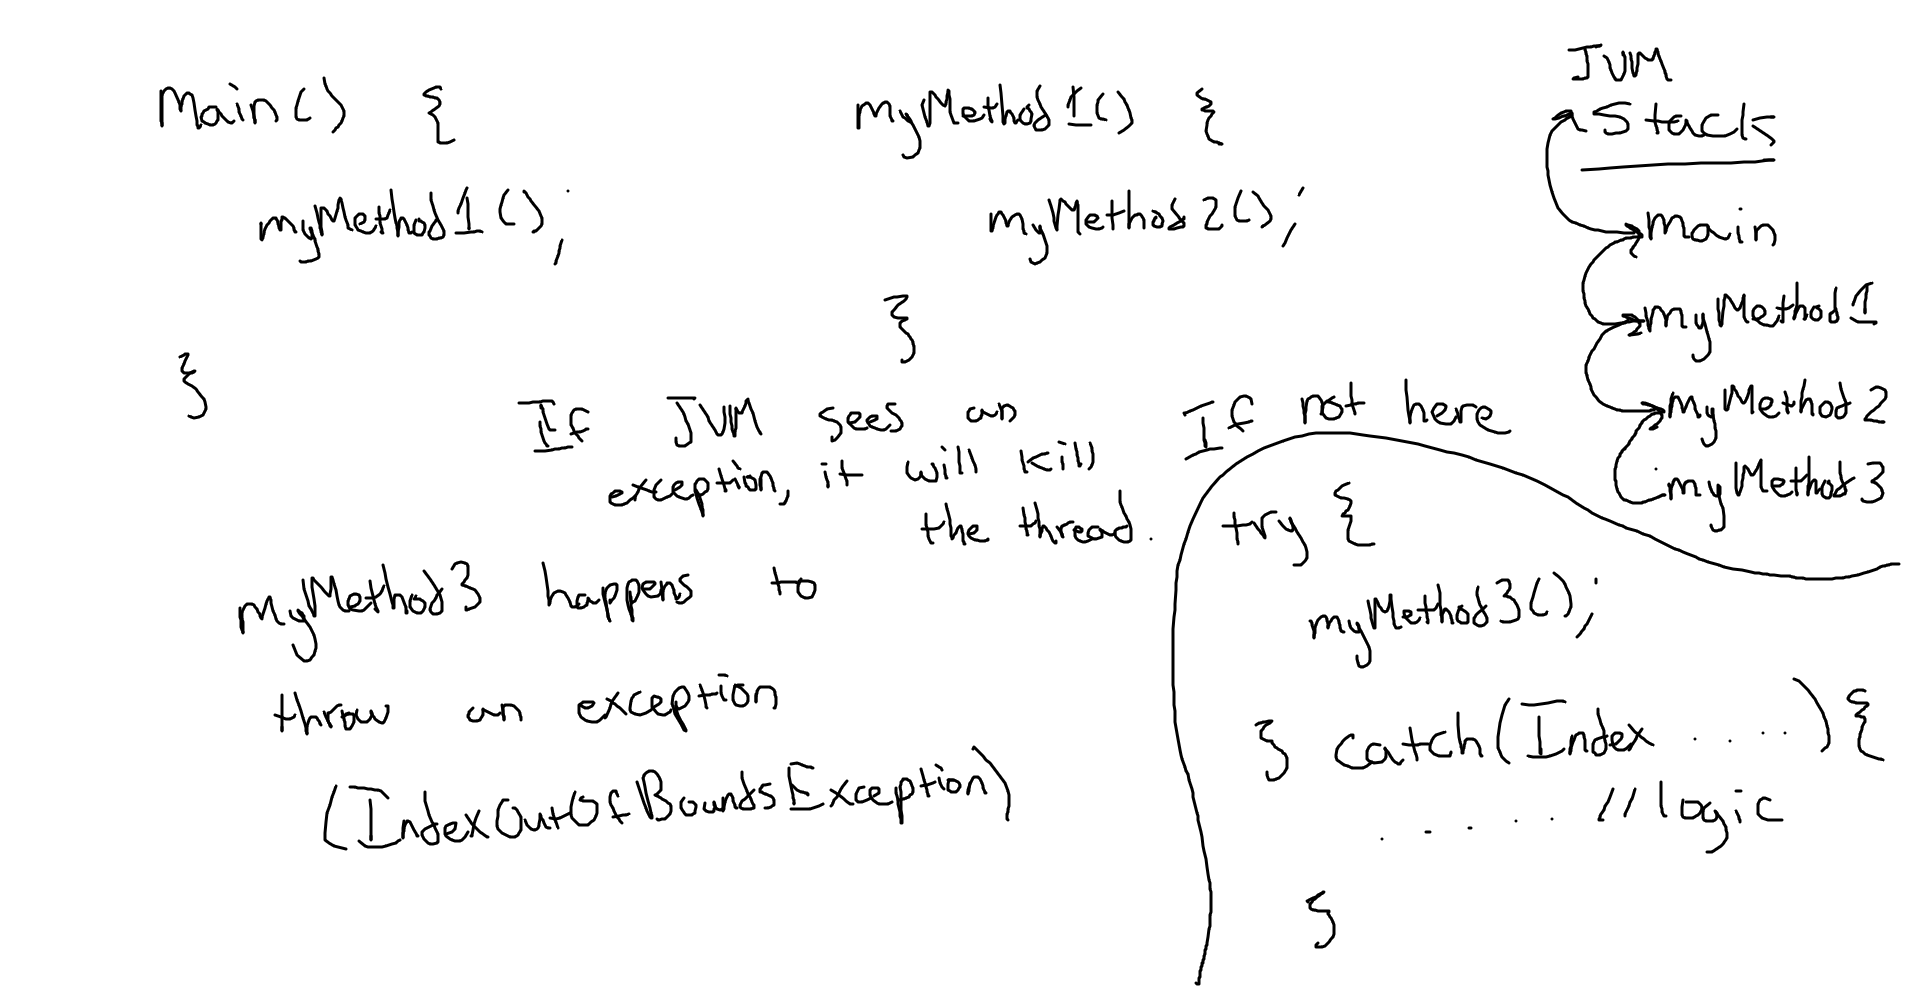 Main() {
myMethod1();
}
myMethod1() {
myMethod2();
}
JVM
Stack
main
myMethod1
myMethod2
myMethod3
If JVM sees an
exception, it will kill
the thread.
If not here
try {
myMethod3();
} catch(Index ....) {
...... //logic
}
myMethod3 happens to
throw an exception
(IndexOutOfBoundsException)